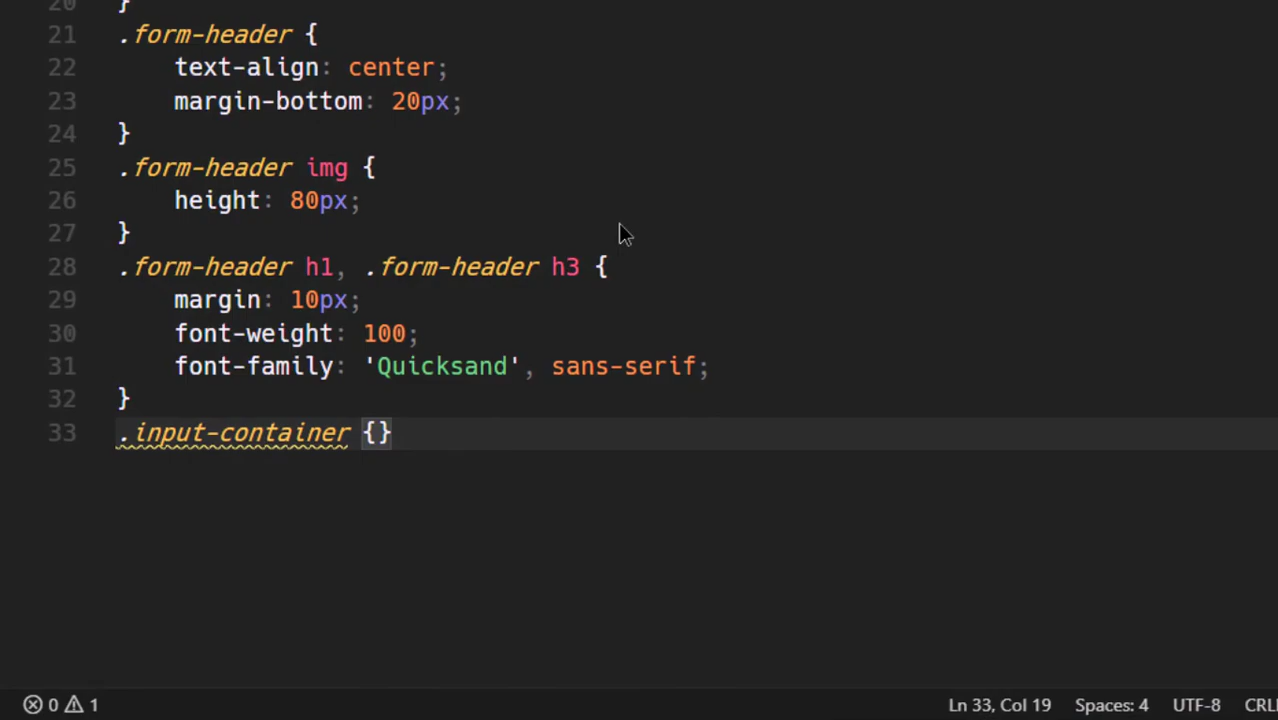 20 }
21 .form-header {
22 text-align: center;
23 margin-bottom: 20px;
24 }
25 .form-header img {
26 height: 80px;
27 }
28 .form-header h1, .form-header h3 {
29 margin: 10px;
30 font-weight: 100;
31 font-family: 'Quicksand', sans-serif;
32 }
33 .input-container {}
0 1 Ln 33, Col 19 Spaces: 4 UTF-8 CRL